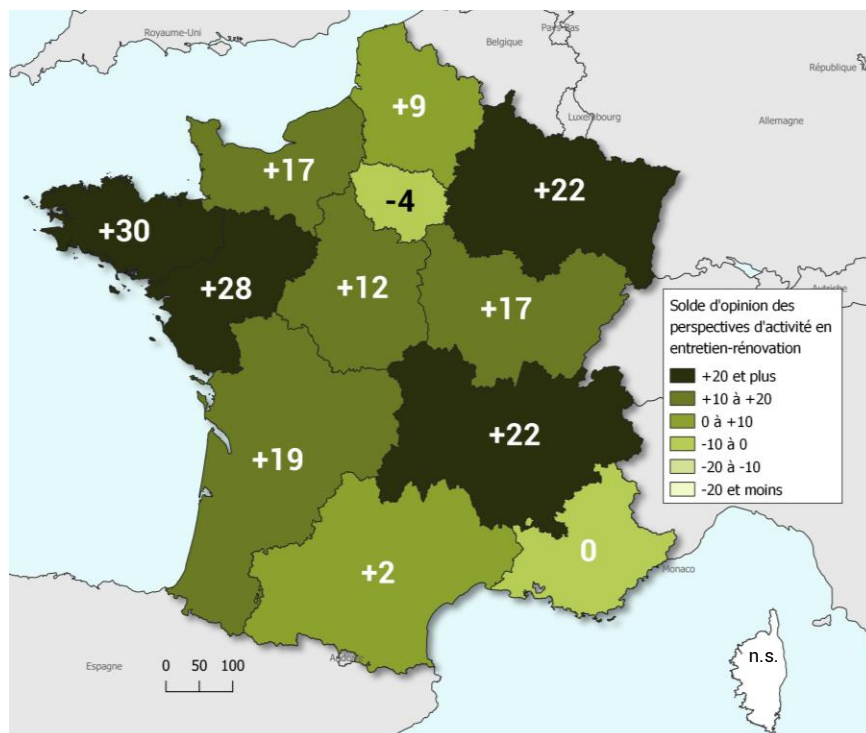 Royaume-Uni
Pays-Bas
Belgique
République
Luxembourg
Allemagne
+9
+17
+22
-4
+30
+28
+12
+17
Autriche
Solde d'opinion des
perspectives d'activité en
entretien-rénovation
+20 et plus
+10 à +20
0 à +10
-10 à 0
-20 à -10
-20 et moins
+22
+19
0
+2
Monaco
n.s.
Espagne
Andorre
0 50 100